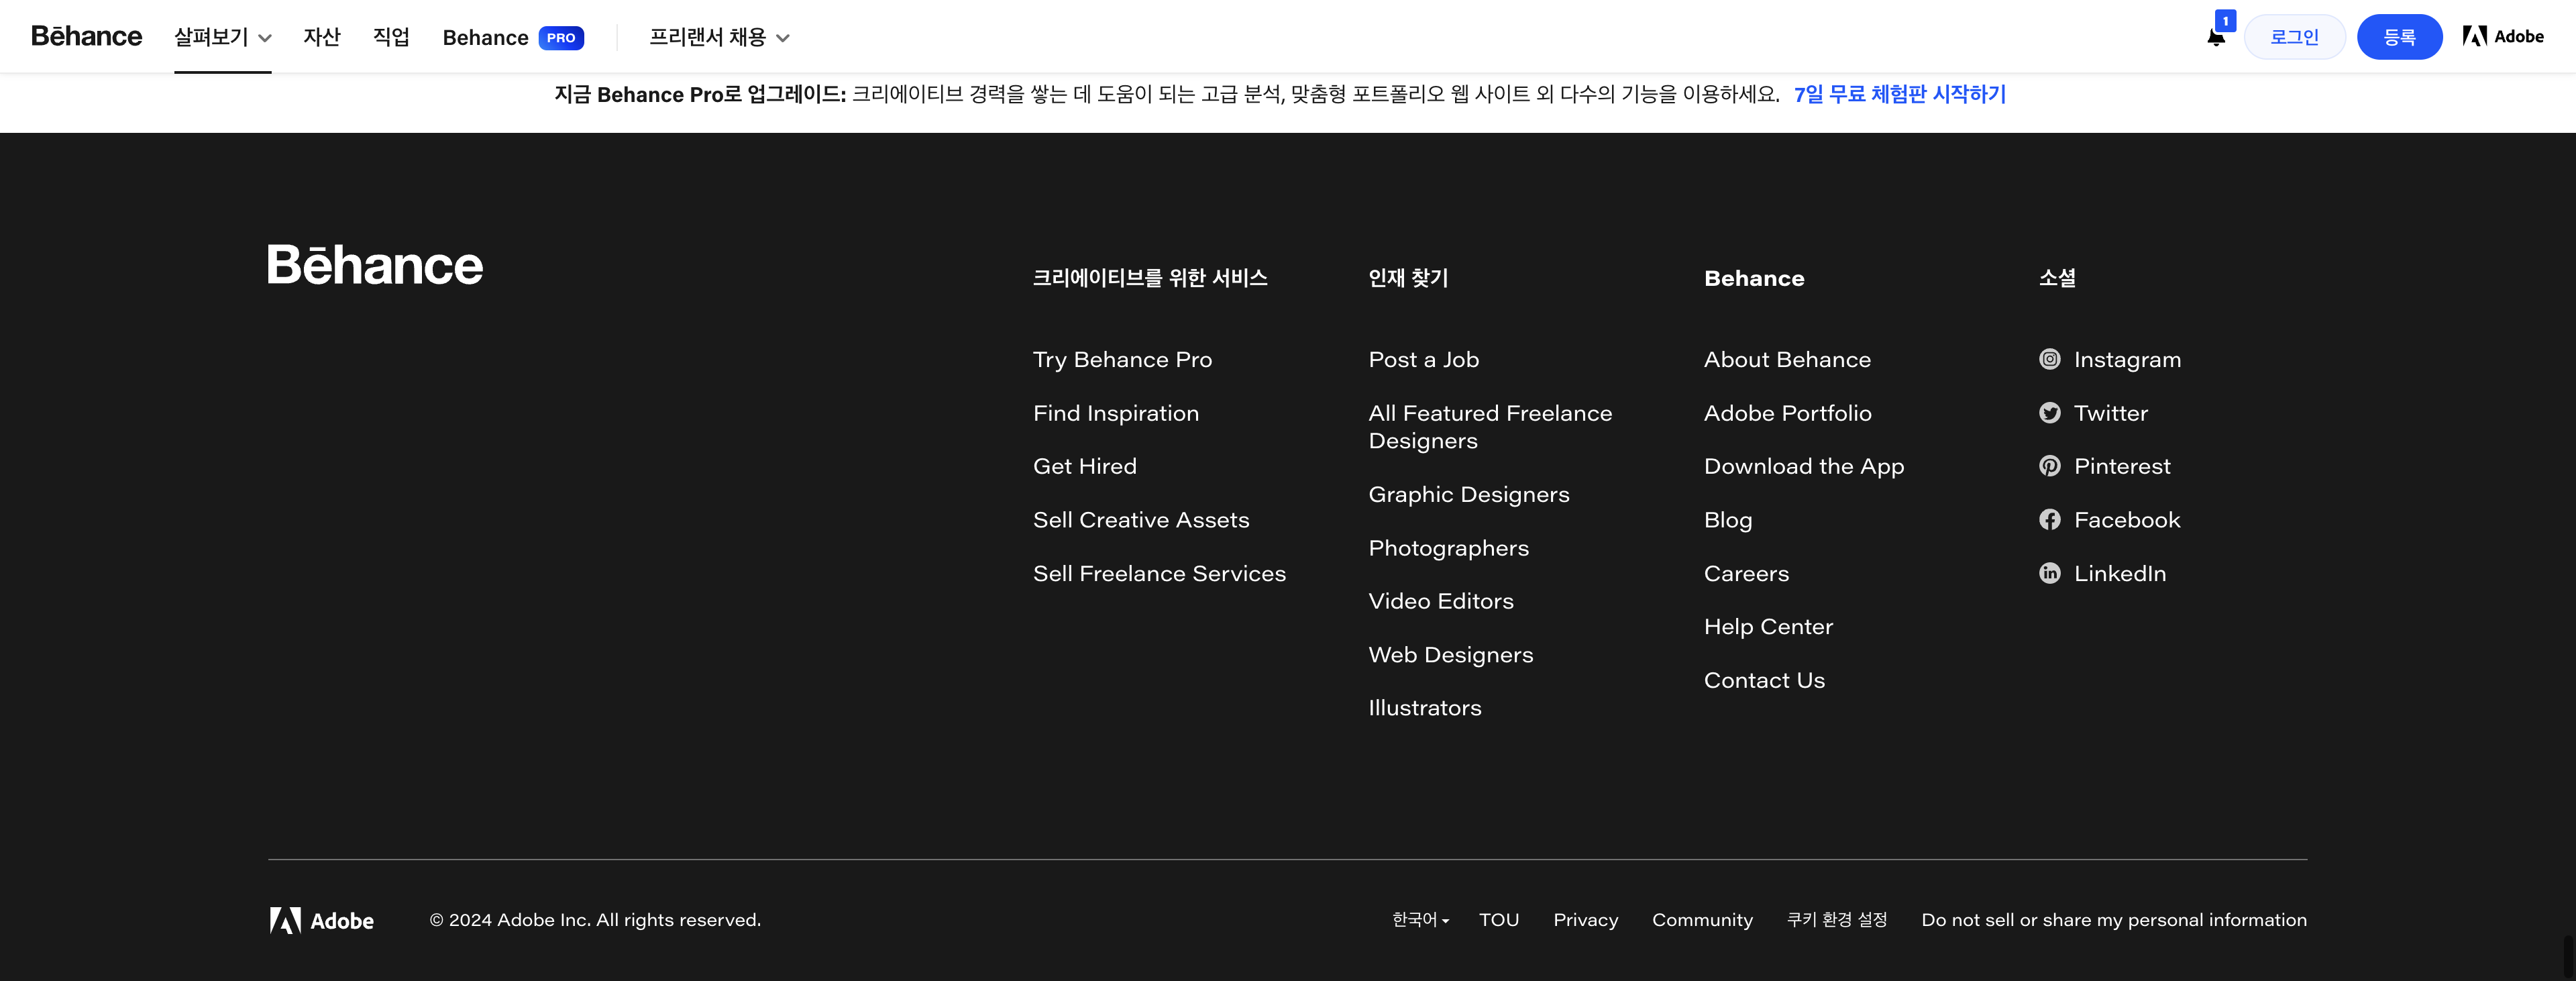 Bēhance 살펴보기 자산 직업 Behance PRO 프리랜서 채용 1 로그인 등록 Adobe
지금 Behance Pro로 업그레이드: 크리에이티브 경력을 쌓는 데 도움이 되는 고급 분석, 맞춤형 포트폴리오 웹 사이트 외 다수의 기능을 이용하세요. 7일 무료 체험판 시작하기
Bēhance
크리에이티브를 위한 서비스
Try Behance Pro
Find Inspiration
Get Hired
Sell Creative Assets
Sell Freelance Services
인재 찾기
Post a Job
All Featured Freelance
Designers
Graphic Designers
Photographers
Video Editors
Web Designers
Illustrators
Behance
About Behance
Adobe Portfolio
Download the App
Blog
Careers
Help Center
Contact Us
소셜
Instagram
Twitter
Pinterest
Facebook
LinkedIn
Adobe © 2024 Adobe Inc. All rights reserved. 한국어 TOU Privacy Community 쿠키 환경 설정 Do not sell or share my personal information